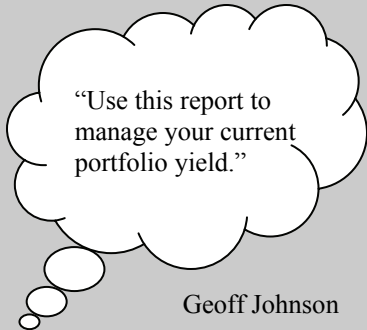 “Use this report to
manage your current
portfolio yield.”
Geoff Johnson